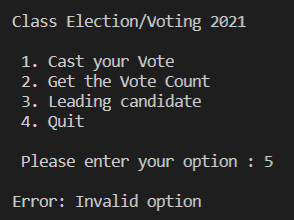 Class Election/Voting 2021
1. Cast your Vote
2. Get the Vote Count
3. Leading candidate
4. Quit
Please enter your option : 5
Error: Invalid option